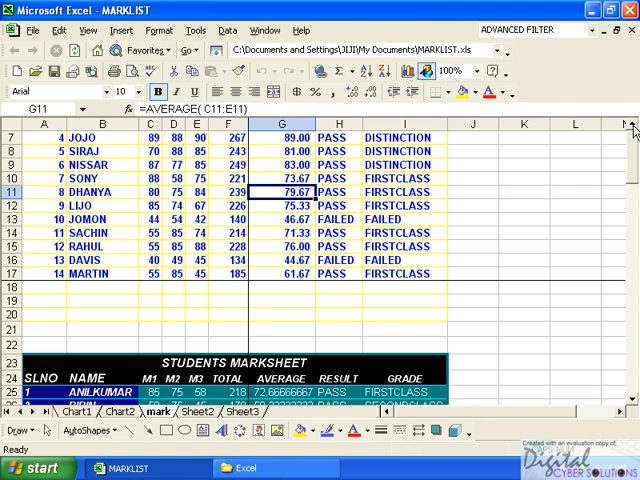 Microsoft Excel - MARKLIST
File Edit View Insert Format Tools Data Window Help ADVANCED FILTER
Favorites Go C:\Documents and Settings\JIJI\My Documents\MARKLIST.xls
Σ 100%
Arial 10 B I U $ % ,
G11 =AVERAGE( C11:E11)
A B C D E F G H I J K L
7 4 JOJO 89 88 90 267 89.00 PASS DISTINCTION
8 5 SIRAJ 70 88 85 243 81.00 PASS DISTINCTION
9 6 NISSAR 87 77 85 249 83.00 PASS DISTINCTION
10 7 SONY 88 58 75 221 73.67 PASS FIRSTCLASS
11 8 DHANYA 80 75 84 239 79.67 PASS FIRSTCLASS
12 9 LIJO 85 74 67 226 75.33 PASS FIRSTCLASS
13 10 JOMON 44 54 42 140 46.67 FAILED FAILED
14 11 SACHIN 55 85 74 214 71.33 PASS FIRSTCLASS
15 12 RAHUL 55 85 88 228 76.00 PASS FIRSTCLASS
16 13 DAVIS 40 49 45 134 44.67 FAILED FAILED
17 14 MARTIN 55 85 45 185 61.67 PASS FIRSTCLASS
18
19
20
21
22
23 STUDENTS MARKSHEET
24 SLNO NAME M1 M2 M3 TOTAL AVERAGE RESULT GRADE
25 1 ANILKUMAR 85 75 58 218 72.66666667 PASS FIRSTCLASS
Chart1 Chart2 mark Sheet2 Sheet3
Draw AutoShapes
Ready
Created with an evaluation copy of
Digital
CYBER SOLUTIONS
start MARKLIST Excel